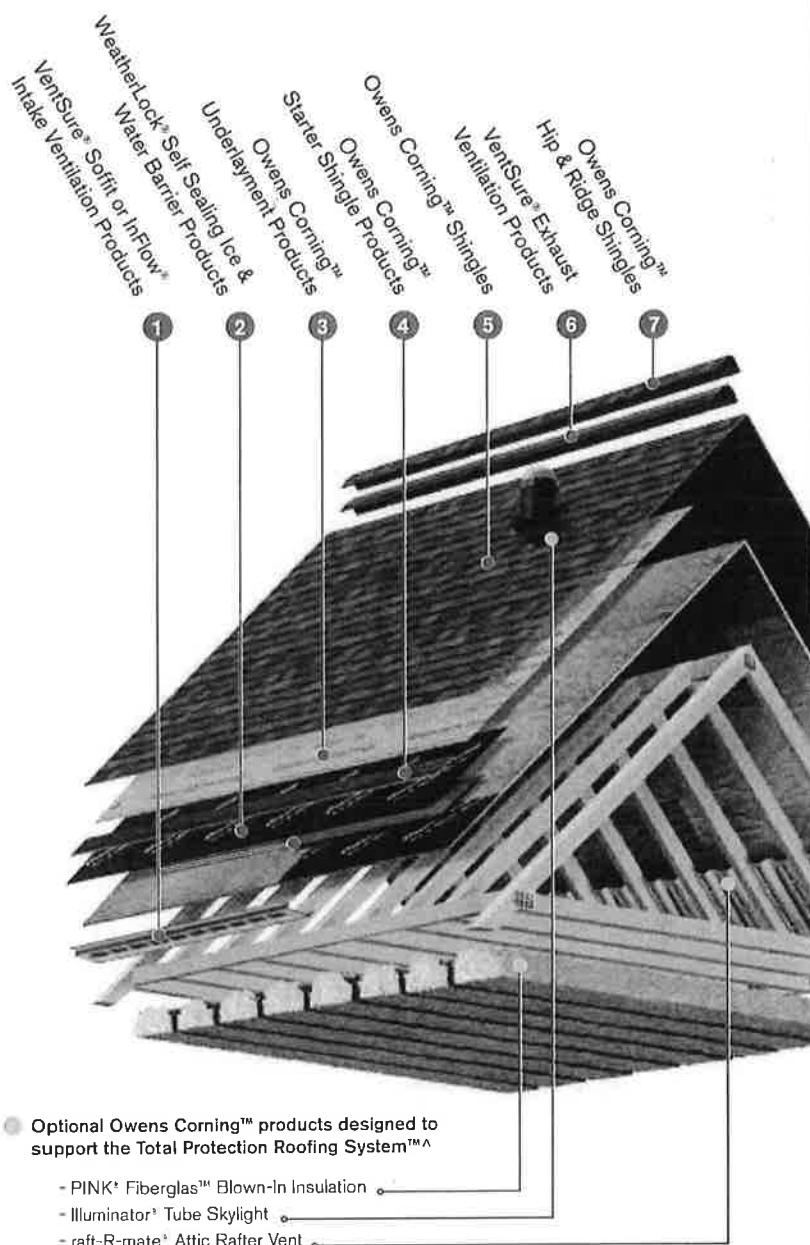 VentSure® Soffit or InFlow®
Intake Ventilation Products
WeatherLock® Self Sealing Ice &
Water Barrier Products
Owens Corning™
Underlayment Products
Owens Corning™
Starter Shingle Products
Owens Corning™ Shingles
VentSure® Exhaust
Ventilation Products
Owens Corning™
Hip & Ridge Shingles
1
2
3
4
5
6
7
Optional Owens Corning™ products designed to
support the Total Protection Roofing System™^
- PINK® Fiberglas™ Blown-In Insulation
- Illuminator® Tube Skylight
- raft-R-mate® Attic Rafter Vent